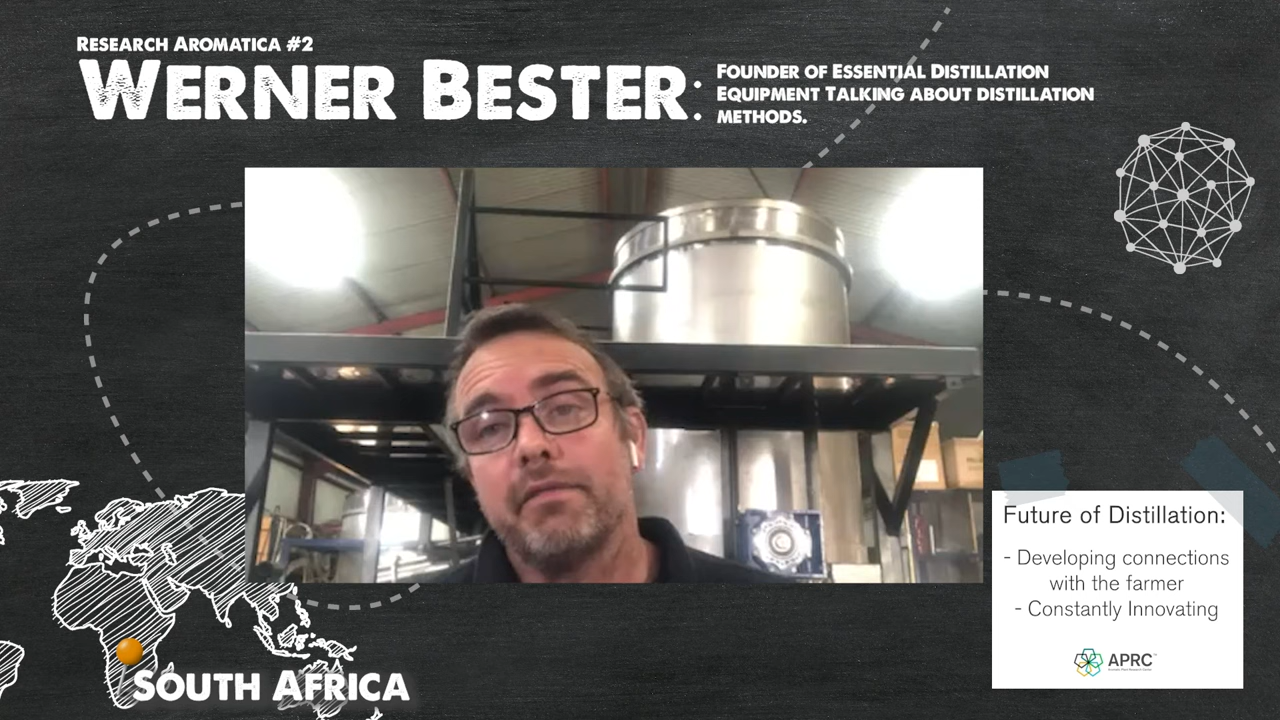 Research Aromatica #2
Werner Bester:
Founder of Essential Distillation
Equipment Talking about distillation
methods.
Future of Distillation:
- Developing connections
with the farmer
- Constantly Innovating
APRC
South Africa